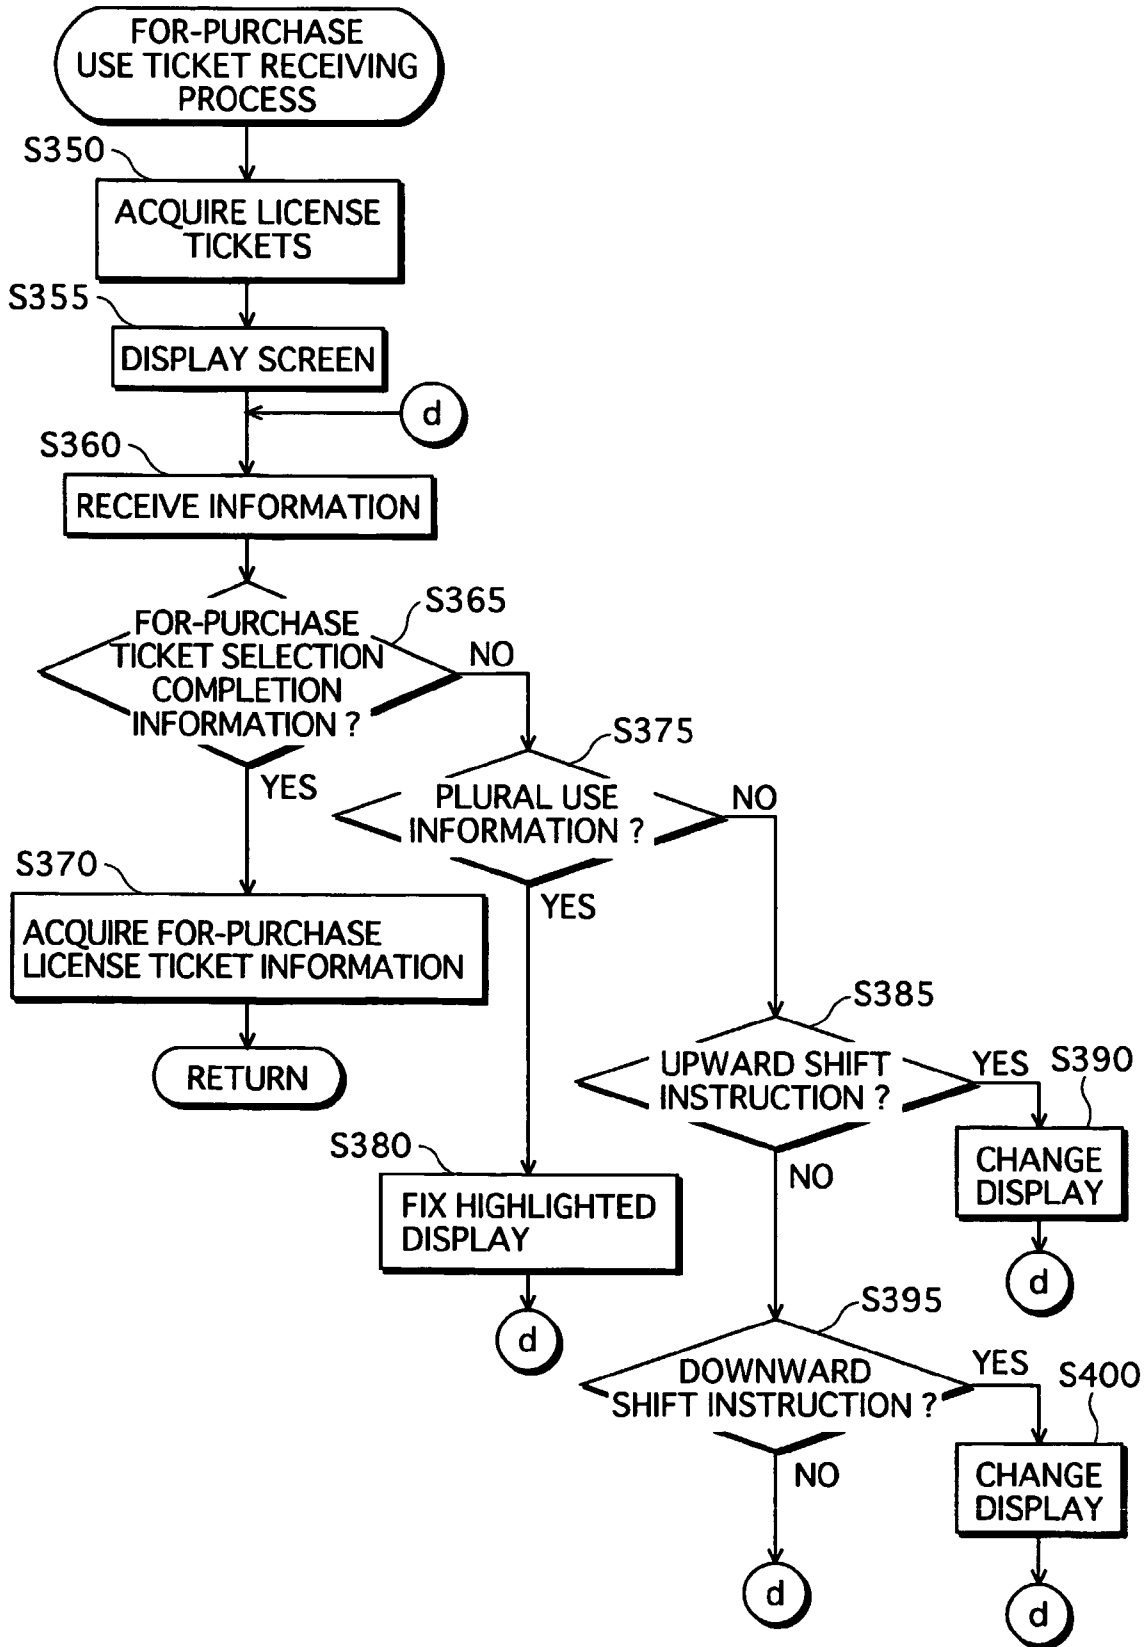 FOR-PURCHASE
USE TICKET RECEIVING
PROCESS
S350
ACQUIRE LICENSE
TICKETS
S355
DISPLAY SCREEN
d
S360
RECEIVE INFORMATION
S365
FOR-PURCHASE
TICKET SELECTION
COMPLETION
INFORMATION ?
NO
YES
S375
PLURAL USE
INFORMATION ?
NO
YES
S370
ACQUIRE FOR-PURCHASE
LICENSE TICKET INFORMATION
RETURN
S385
UPWARD SHIFT
INSTRUCTION ?
YES
S390
CHANGE
DISPLAY
d
NO
S380
FIX HIGHLIGHTED
DISPLAY
d
S395
DOWNWARD
SHIFT INSTRUCTION ?
YES
S400
CHANGE
DISPLAY
d
NO
d